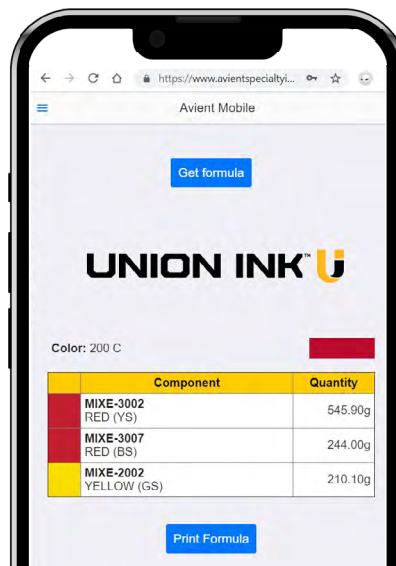 https://www.avientspecialtyi...
Avient Mobile
Get formula
UNION INK™
Color: 200 C
Component Quantity
MIXE-3002
RED (YS) 545.90g
MIXE-3007
RED (BS) 244.00g
MIXE-2002
YELLOW (GS) 210.10g
Print Formula